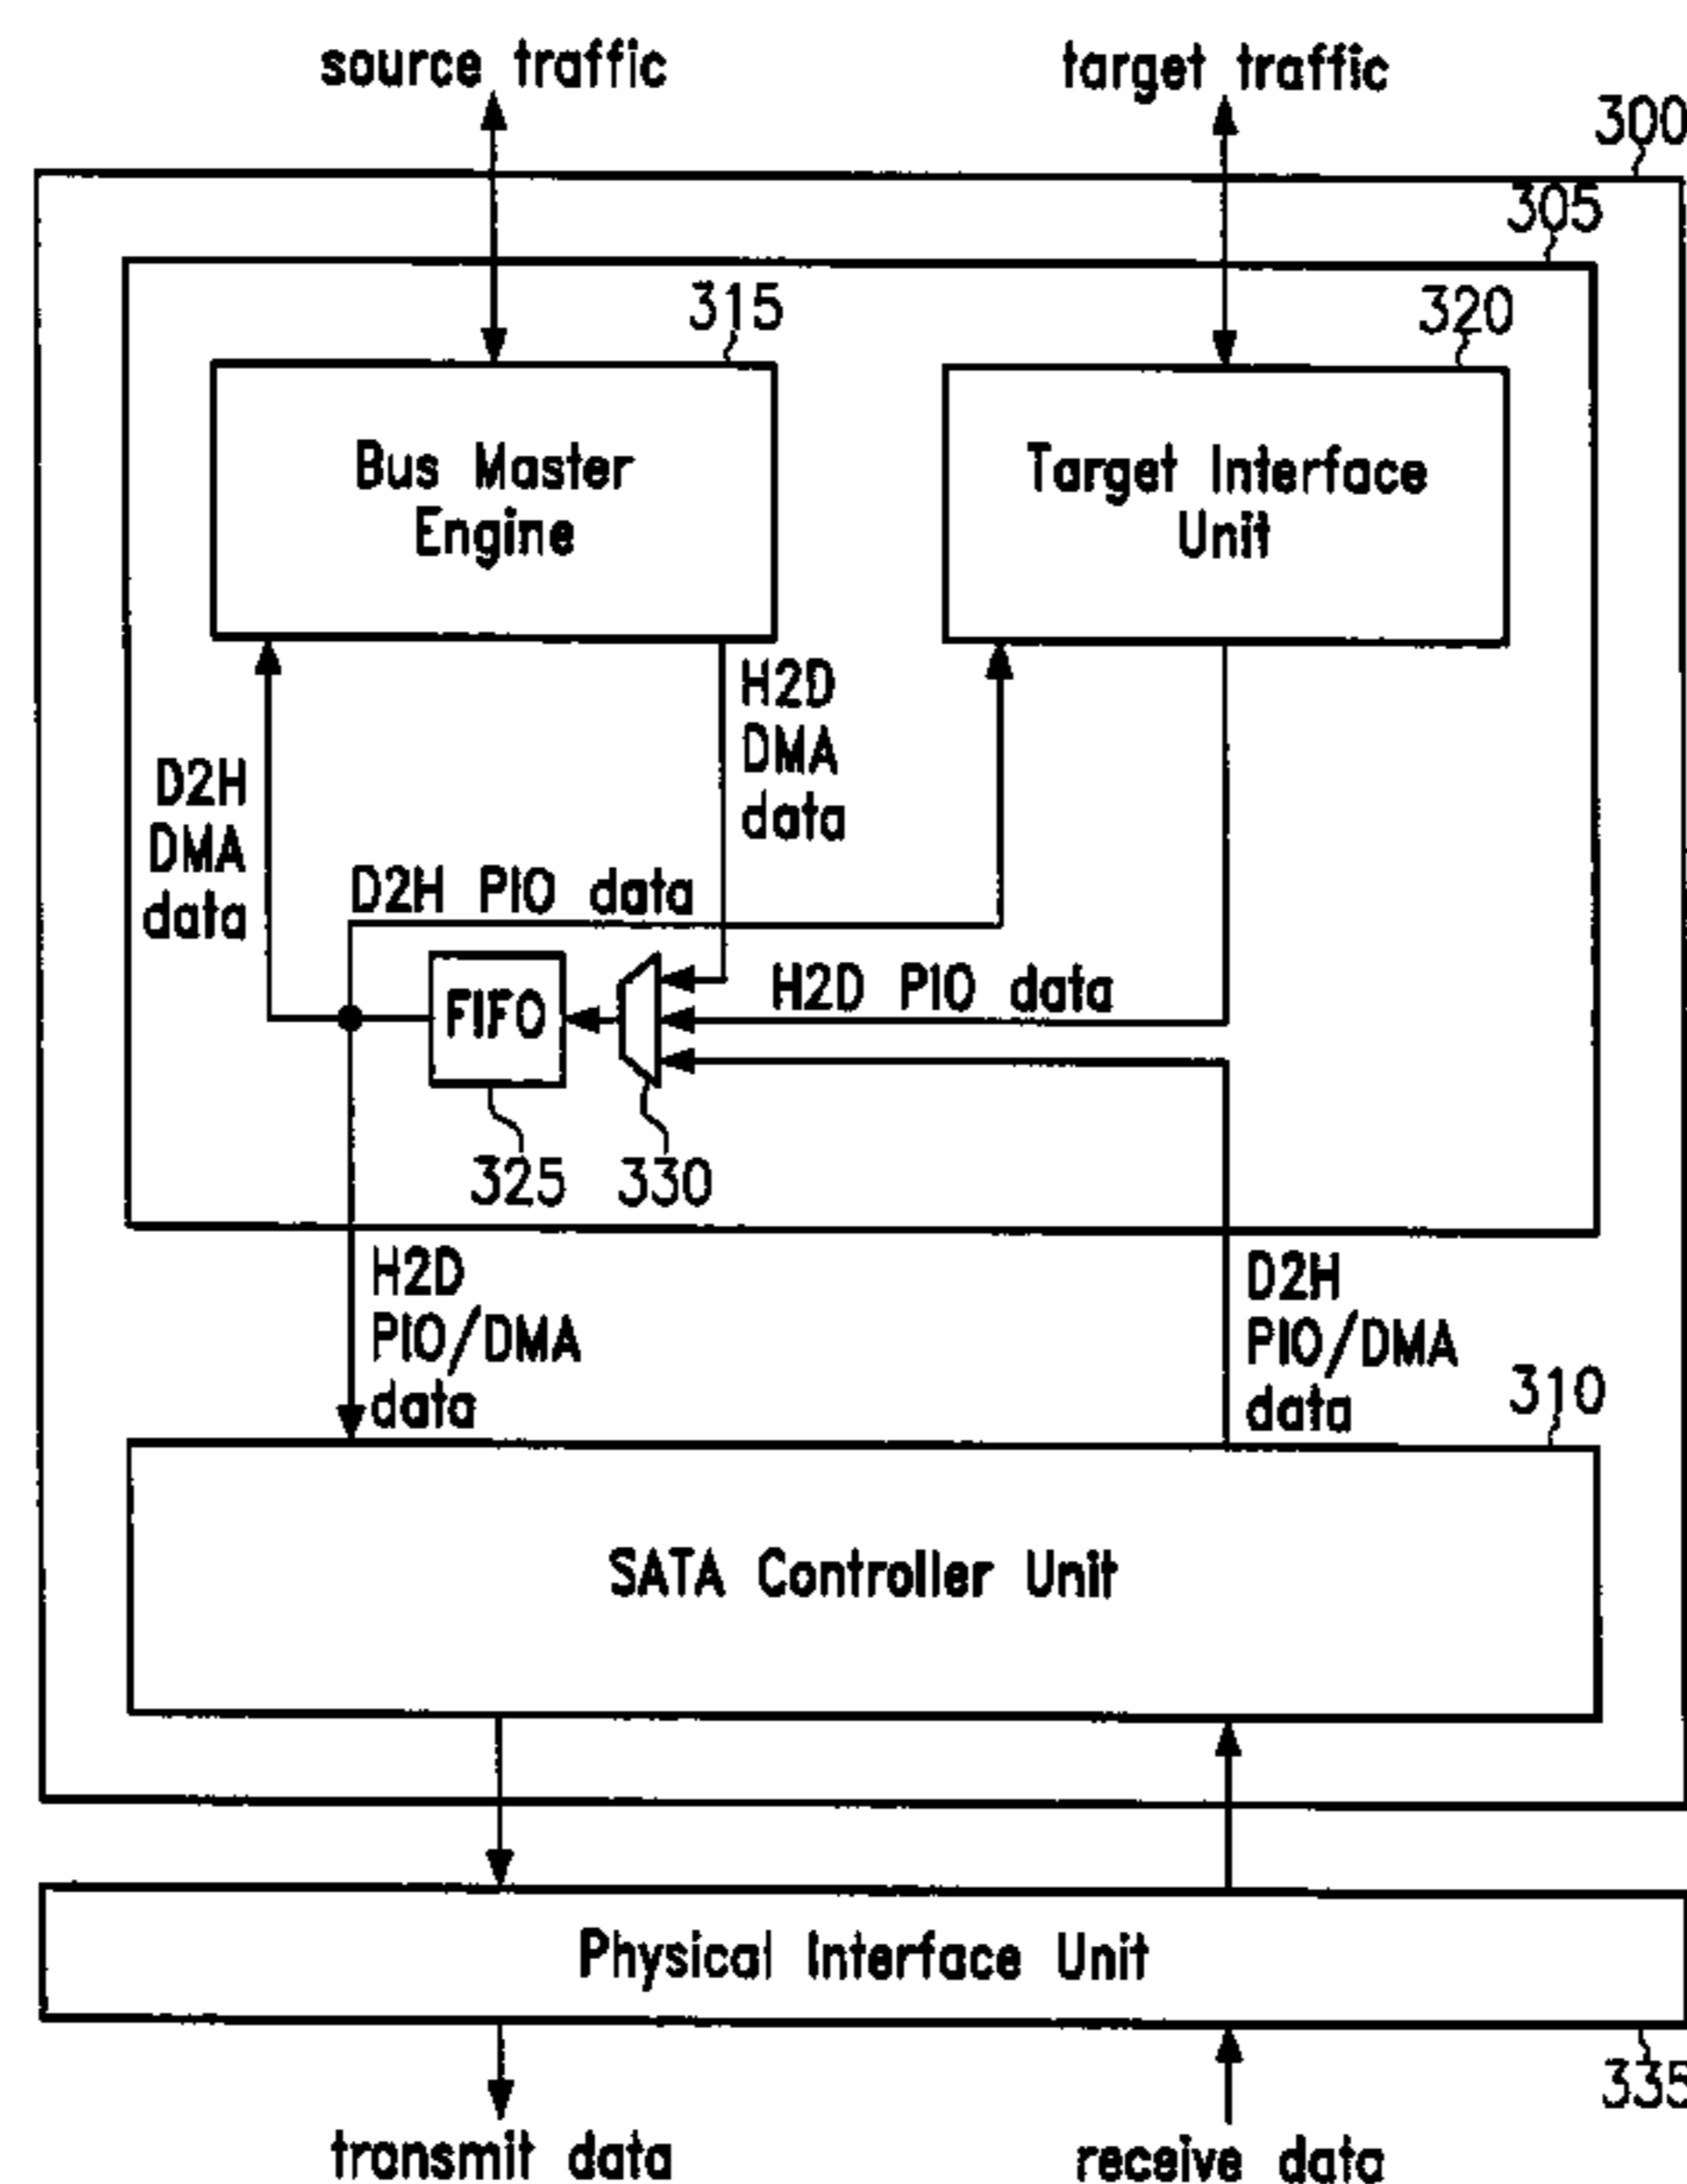 source traffic
target traffic
300
305
315
320
Bus Master
Engine
Target Interface
Unit
H2D
DMA
data
D2H
DMA
data
D2H PIO data
FIFO
H2D PIO data
325
330
H2D
PIO/DMA
data
D2H
PIO/DMA
data
310
SATA Controller Unit
Physical Interface Unit
335
transmit data
receive data